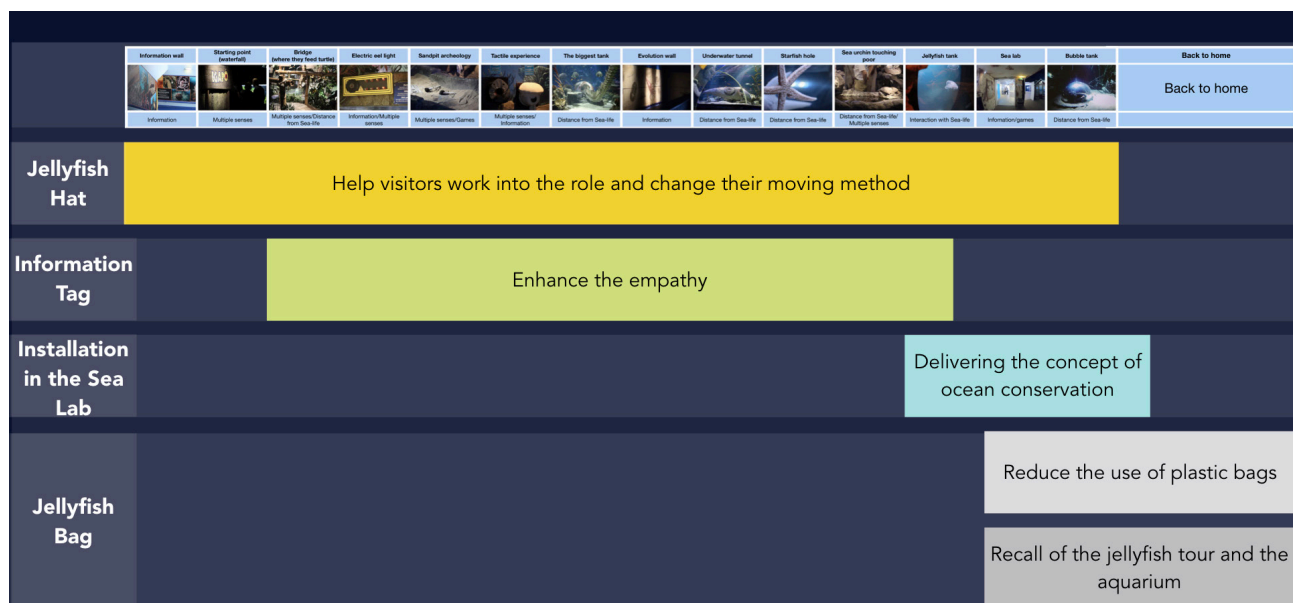 Information wall
Starting point
(waterfall)
Bridge
(where they feed turtle)
Electric eel light
Sandpit archeology
Tactile experience
The biggest tank
Evolution wall
Underwater tunnel
Starfish hole
Sea urchin touching
poor
Jellyfish tank
Sea lab
Bubble tank
Back to home
Back to home
Information
Multiple senses
Multiple senses/Distance
from Sea-life
Information/Multiple
senses
Multiple senses/Games
Multiple senses/
Information
Distance from Sea-life
Information
Distance from Sea-life
Distance from Sea-life
Distance from Sea-life/
Multiple senses
Interaction with Sea-life
Infomation/games
Distance from Sea-life
Jellyfish
Hat
Help visitors work into the role and change their moving method
Information
Tag
Enhance the empathy
Installation
in the Sea
Lab
Delivering the concept of
ocean conservation
Jellyfish
Bag
Reduce the use of plastic bags
Recall of the jellyfish tour and the
aquarium